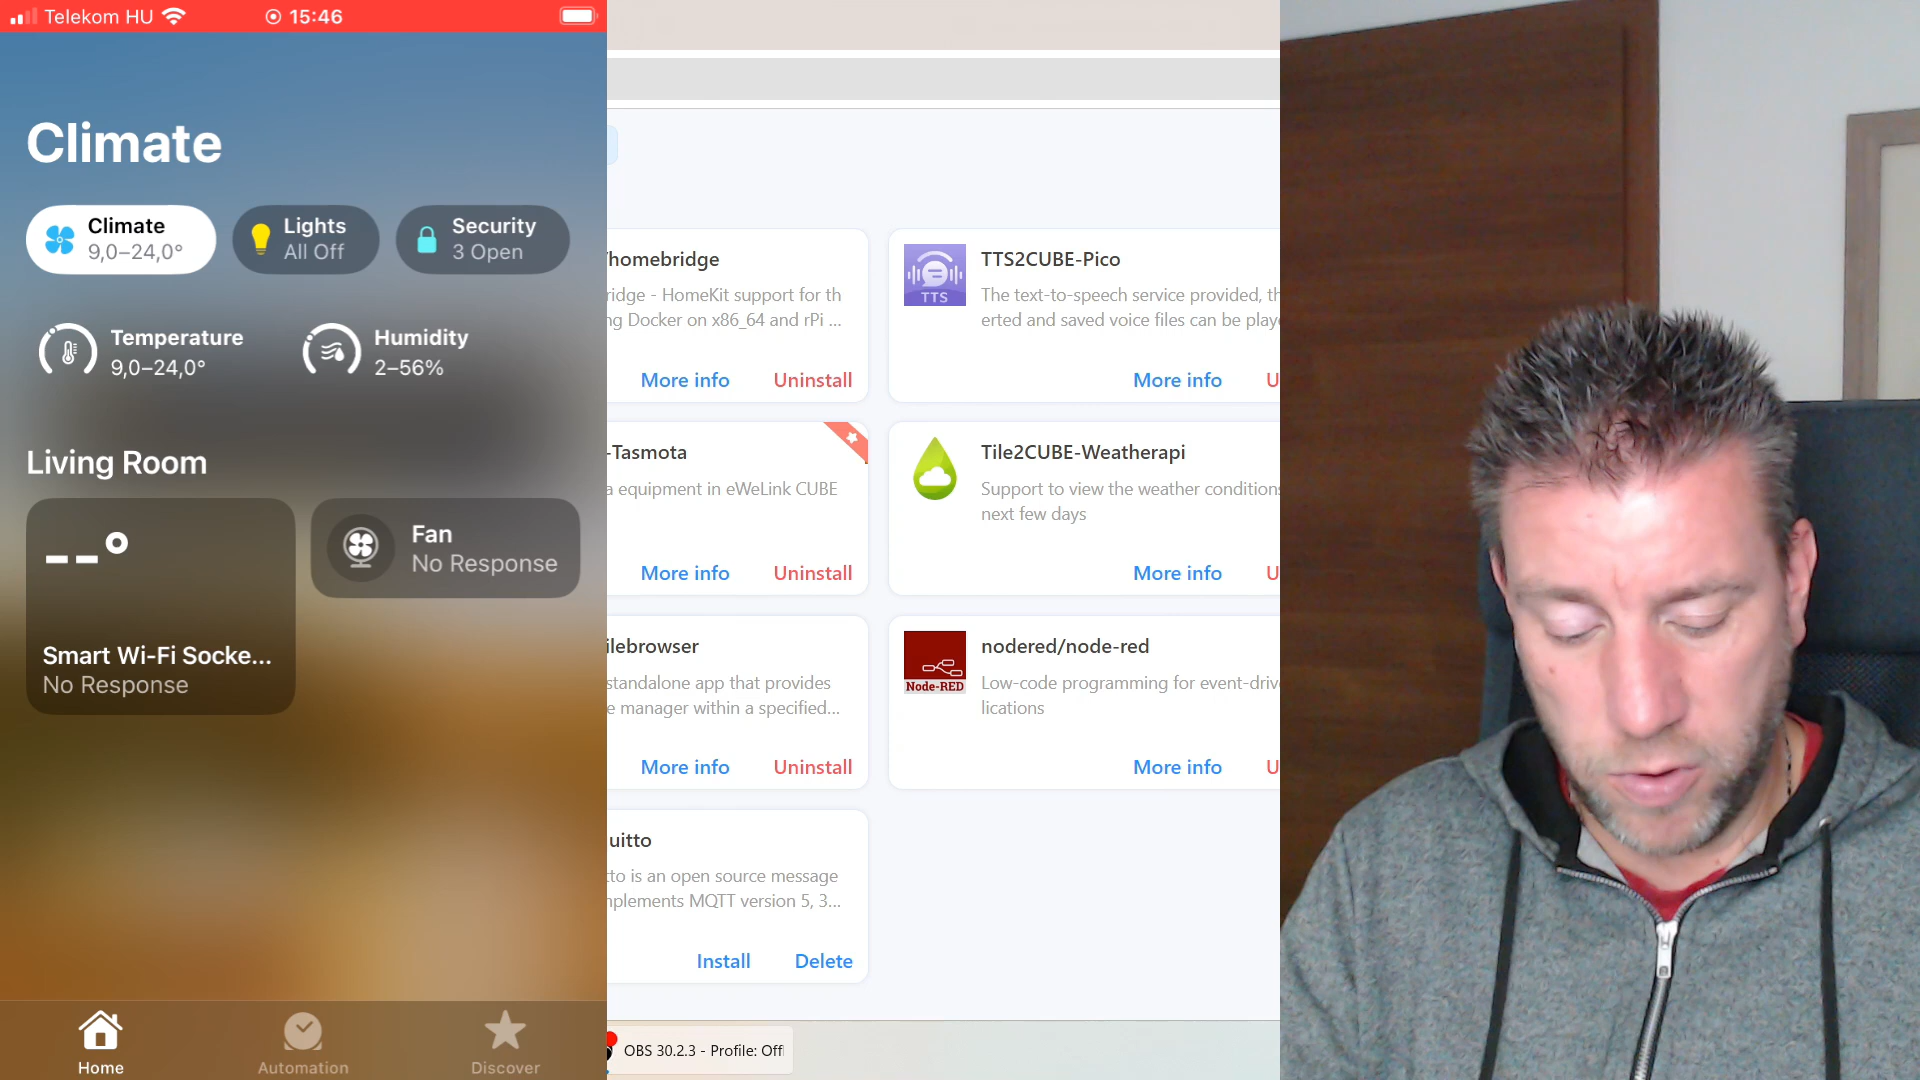 Telekom HU
15:46
Climate
Climate
9,0–24,0°
Lights
All Off
Security
3 Open
Temperature
9,0–24,0°
Humidity
2–56%
Living Room
--°
Smart Wi-Fi Socke...
No Response
Fan
No Response
Home
Automation
Discover
/homebridge
ridge - HomeKit support for th
ng Docker on x86_64 and rPi ...
More info
Uninstall
TTS
TTS2CUBE-Pico
The text-to-speech service provided, th
erted and saved voice files can be playe
More info
U
-Tasmota
a equipment in eWeLink CUBE
More info
Uninstall
Tile2CUBE-Weatherapi
Support to view the weather conditions
next few days
More info
U
ilebrowser
standalone app that provides
e manager within a specified...
More info
Uninstall
Node-RED
nodered/node-red
Low-code programming for event-drive
lications
More info
U
uitto
to is an open source message
nplements MQTT version 5, 3...
Install
Delete
OBS 30.2.3 - Profile: Off